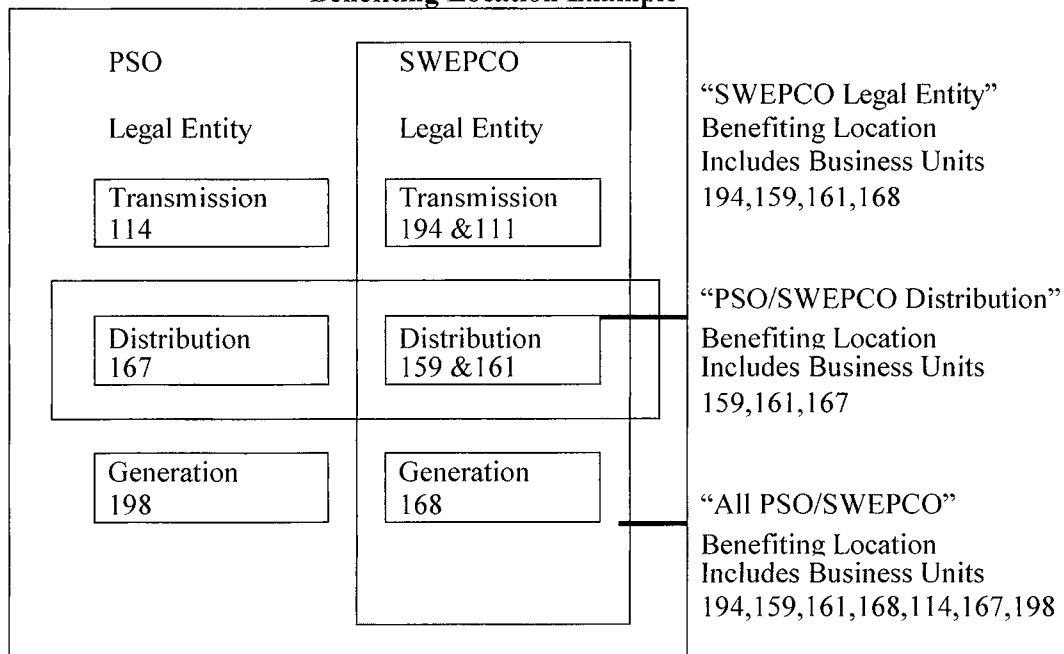 Benefiting Location Example
PSO
SWEPCO
Legal Entity
Legal Entity
Transmission
114
Transmission
194 &111
Distribution
167
Distribution
159 &161
Generation
198
Generation
168
“SWEPCO Legal Entity”
Benefiting Location
Includes Business Units
194,159,161,168
“PSO/SWEPCO Distribution”
Benefiting Location
Includes Business Units
159,161,167
“All PSO/SWEPCO”
Benefiting Location
Includes Business Units
194,159,161,168,114,167,198